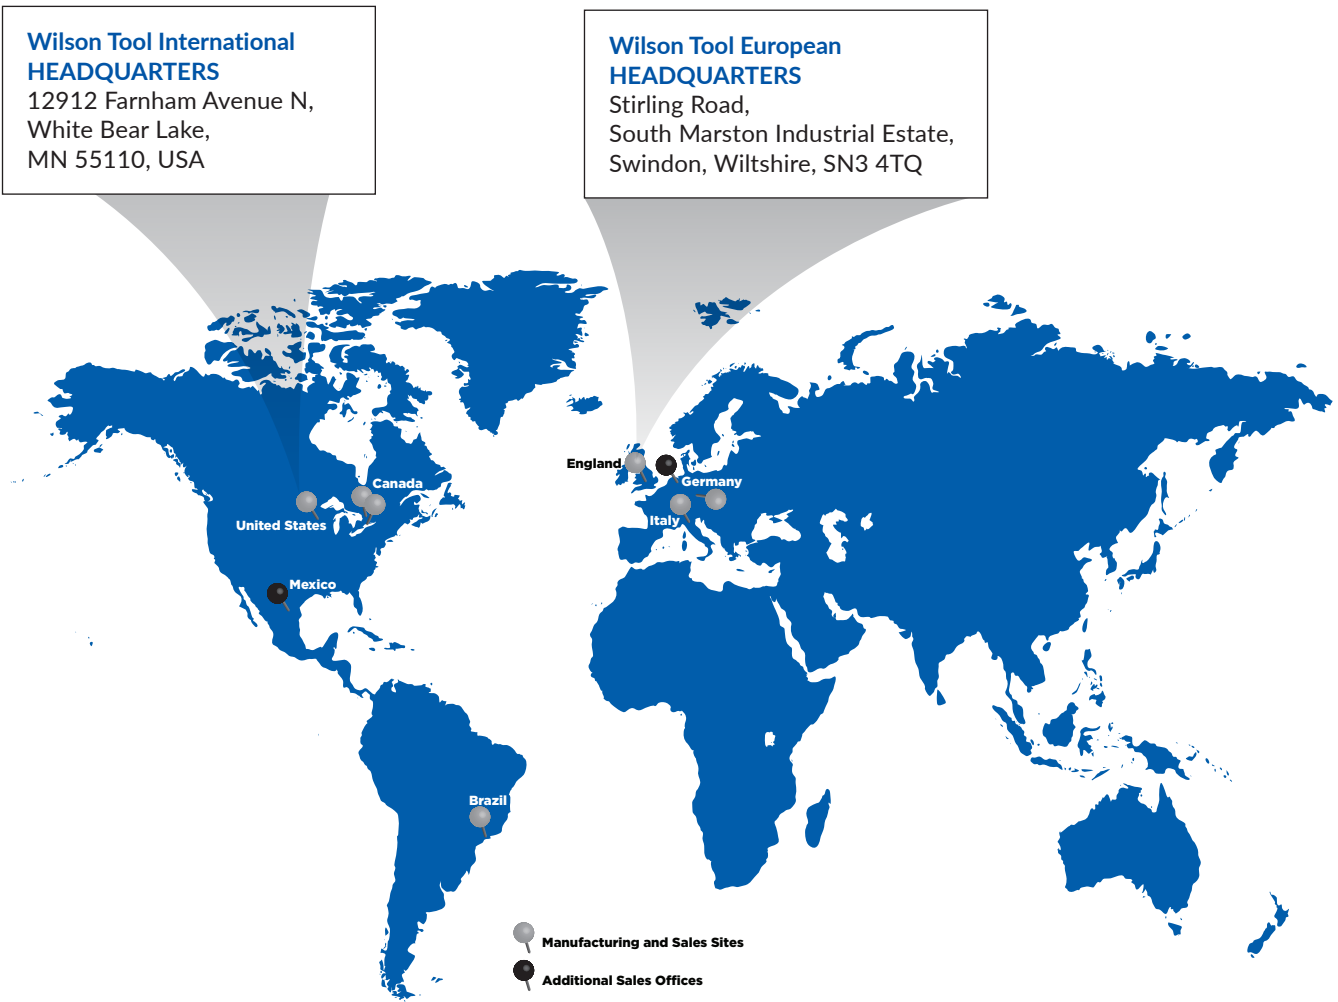 Wilson Tool International
HEADQUARTERS
12912 Farnham Avenue N,
White Bear Lake,
MN 55110, USA
Wilson Tool European
HEADQUARTERS
Stirling Road,
South Marston Industrial Estate,
Swindon, Wiltshire, SN3 4TQ
England
Canada
Germany
United States
Italy
Mexico
Brazil
Manufacturing and Sales Sites
Additional Sales Offices